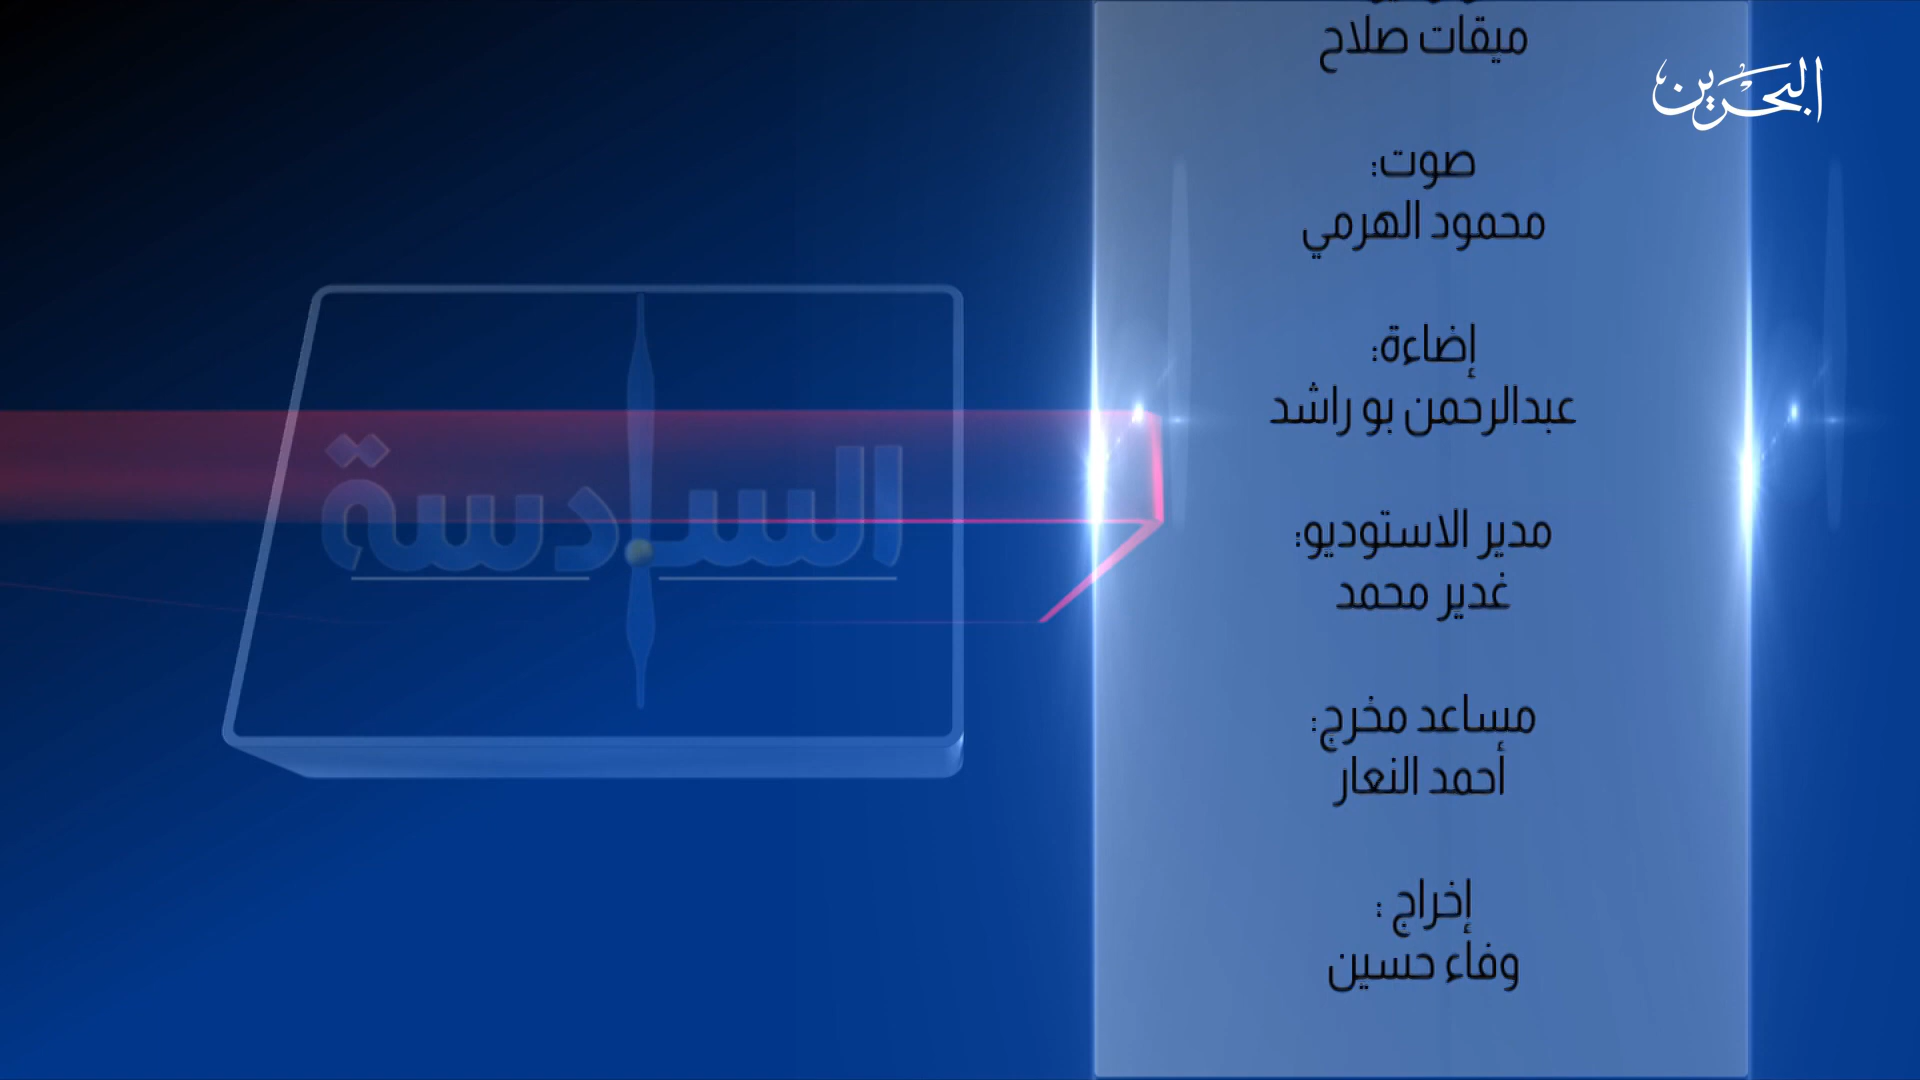 ميقات صلاح
البحرين
صوت:
محمود الهرمي
إضاءة:
عبدالرحمن بو راشد
السادسة
مدير الاستوديو:
غدير محمد
مساعد مخرج:
أحمد النعار
إخراج :
وفاء حسين